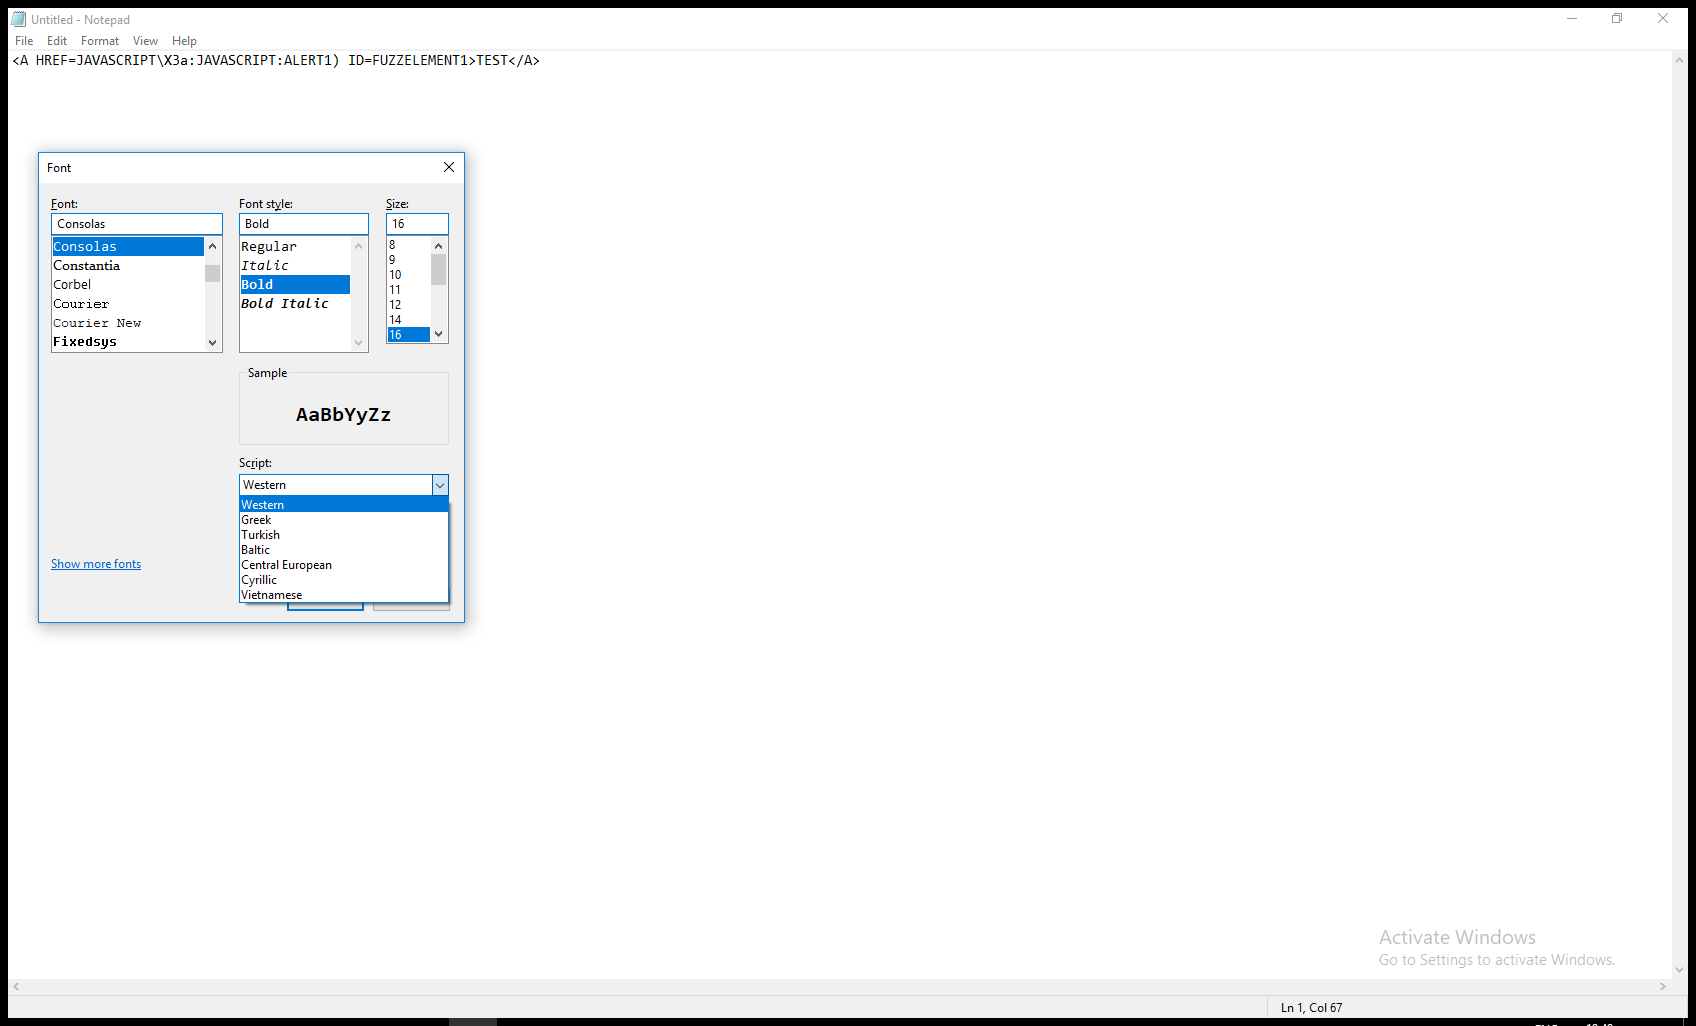 Untitled - Notepad
File Edit Format View Help
<A HREF=JAVASCRIPT\X3a:JAVASCRIPT:ALERT1) ID=FUZZELEMENT1>TEST</A>
Font
Font: Font style: Size:
Consolas Bold 16
Consolas Regular 8
Constantia Italic 9
Corbel Bold 10
Courier Bold Italic 11
Courier New 12
Fixedsys 14
16
Sample
AaBbYyZz
Script:
Western
Western
Greek
Turkish
Baltic
Central European
Cyrillic
Vietnamese
Show more fonts
Activate Windows
Go to Settings to activate Windows.
Ln 1, Col 67